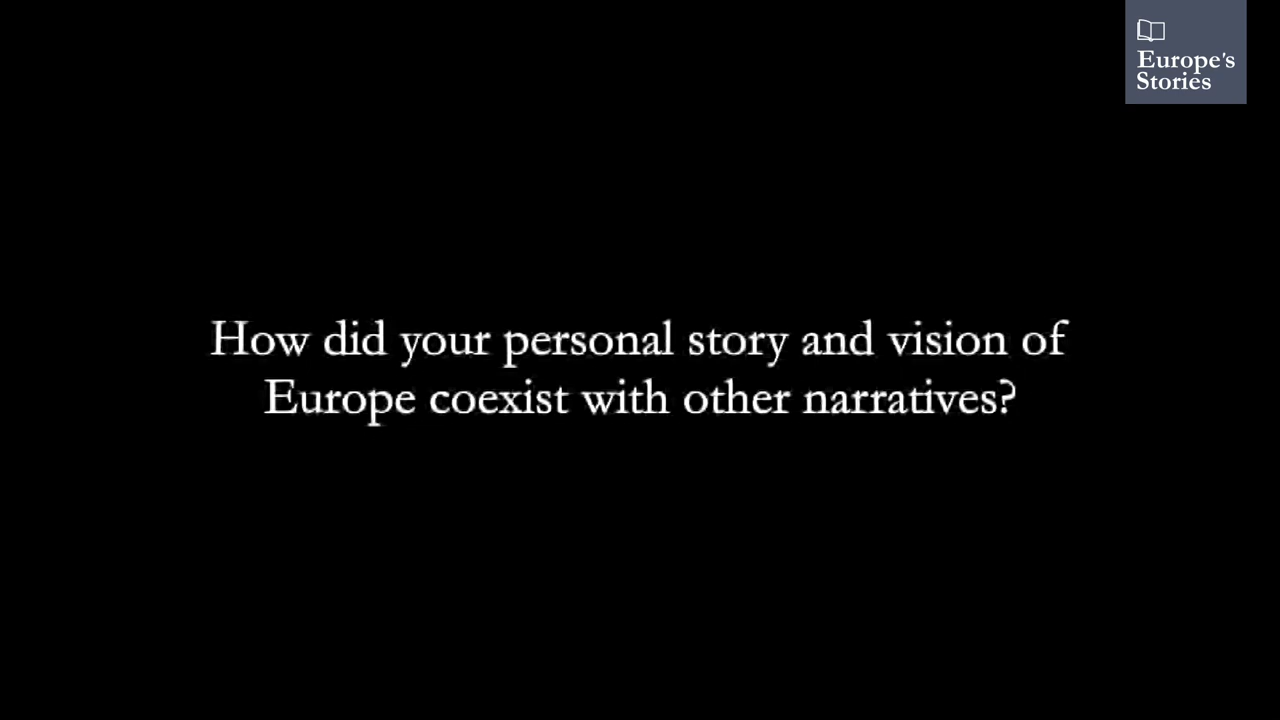 Europe's
Stories
How did your personal story and vision of
Europe coexist with other narratives?